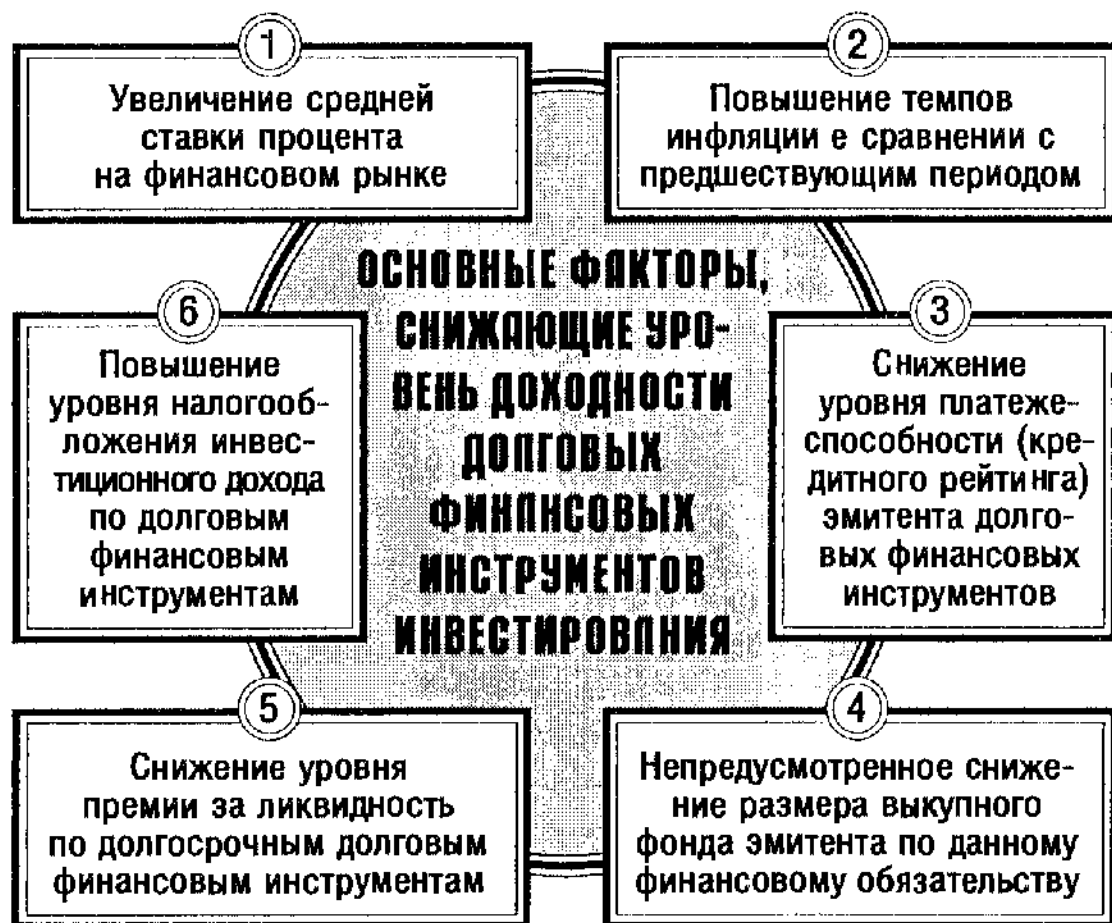 1
Увеличение средней
ставки процента
на финансовом рынке
2
Повышение темпов
инфляции е сравнении с
предшествующим периодом
ОСНОВНЫЕ ФАКТОРЫ,
СНИЖАЮЩИЕ УРО-
ВЕНЬ ДОХОДНОСТИ
ДОЛГОВЫХ
ФИНАНСОВЫХ
ИНСТРУМЕНТОВ
ИНВЕСТИРОВАНИЯ
3
Снижение
уровня платеже-
способности (кре-
дитного рейтинга)
эмитента долго-
вых финансовых
инструментов
4
Непредусмотренное сниже-
ние размера выкупного
фонда эмитента по данному
финансовому обязательству
5
Снижение уровня
премии за ликвидность
по долгосрочным долговым
финансовым инструментам
6
Повышение
уровня налогооб-
ложения инвес-
тиционного дохода
по долговым
финансовым
инструментам